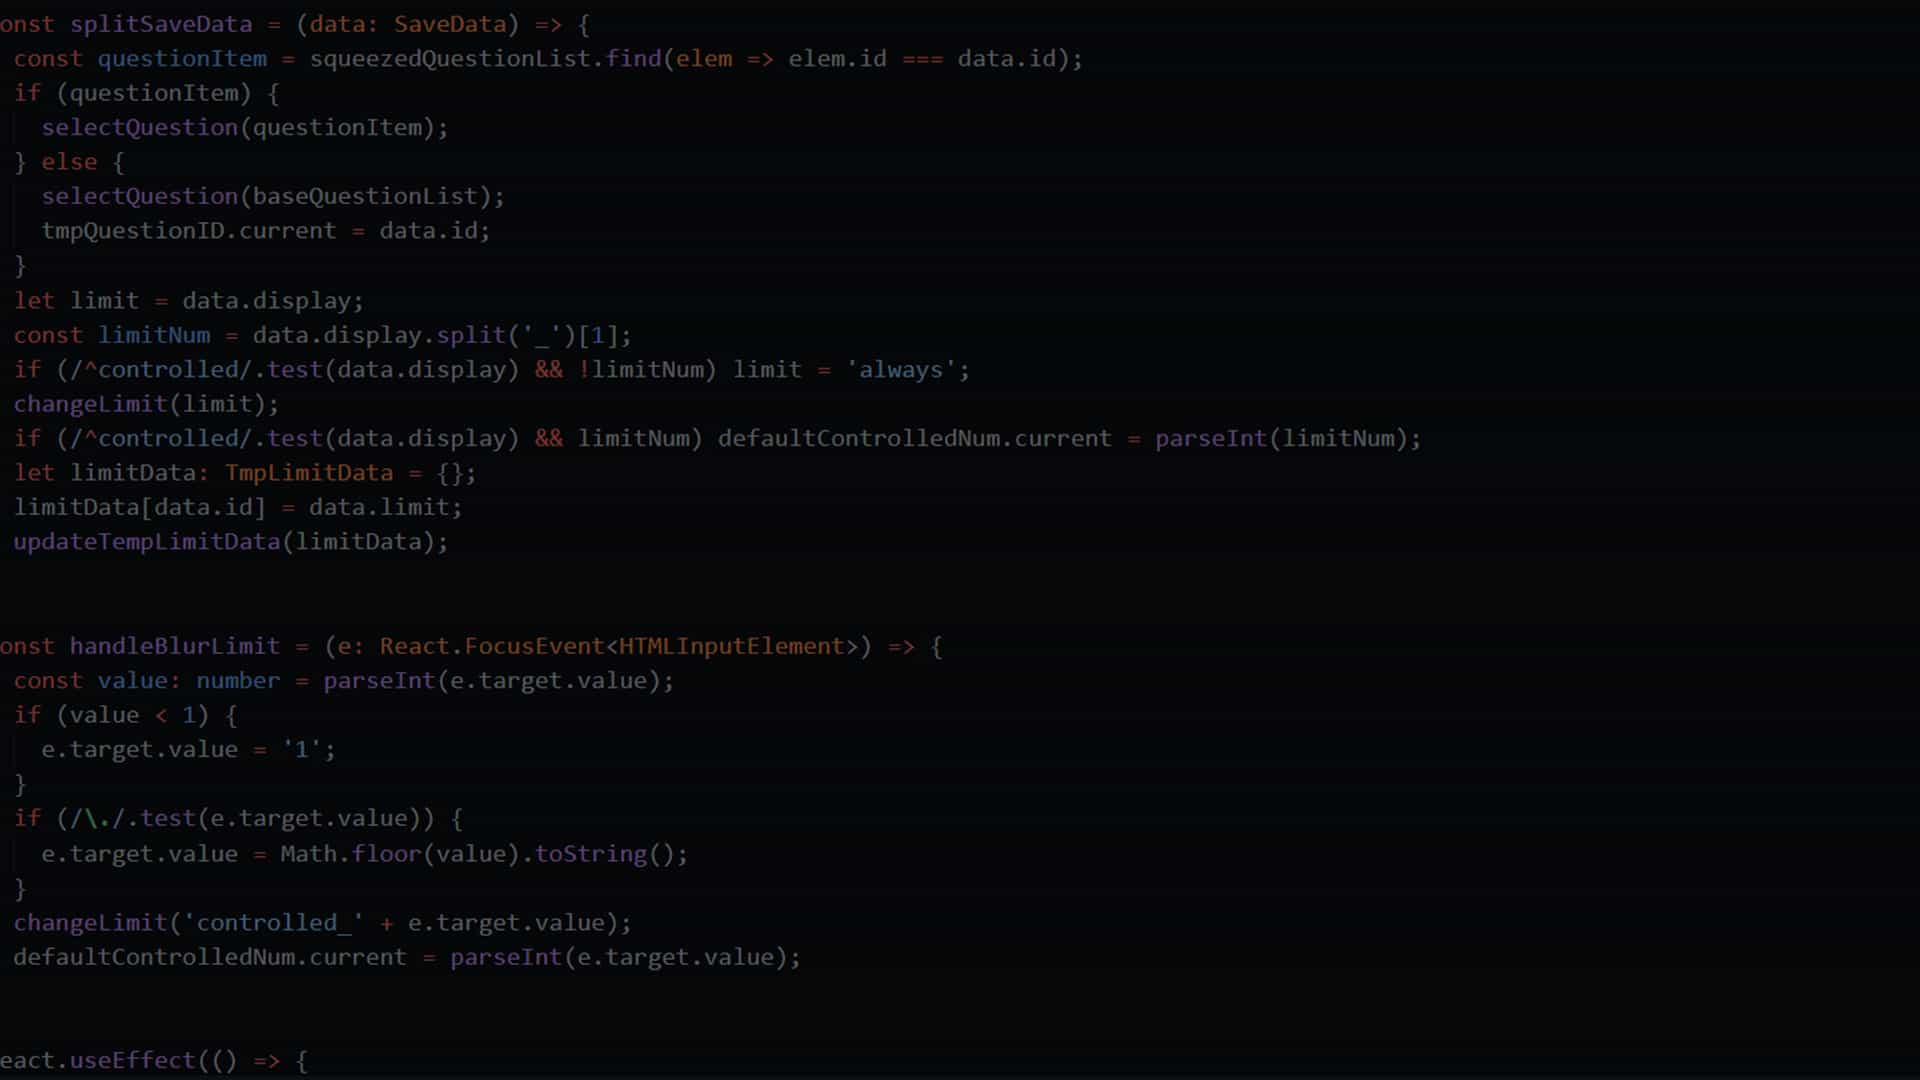 onst splitSaveData = (data: SaveData) => {
const questionItem = squeezedQuestionList.find(elem => elem.id === data.id);
if (questionItem) {
selectQuestion(questionItem);
} else {
selectQuestion(baseQuestionList);
tmpQuestionID.current = data.id;
}
let limit = data.display;
const limitNum = data.display.split('_')[1];
if (/^controlled/.test(data.display) && !limitNum) limit = 'always';
changeLimit(limit);
if (/^controlled/.test(data.display) && limitNum) defaultControlledNum.current = parseInt(limitNum);
let limitData: TmpLimitData = {};
limitData[data.id] = data.limit;
updateTempLimitData(limitData);
onst handleBlurLimit = (e: React.FocusEvent<HTMLInputElement>) => {
const value: number = parseInt(e.target.value);
if (value < 1) {
e.target.value = '1';
}
if (/\./.test(e.target.value)) {
e.target.value = Math.floor(value).toString();
}
changeLimit('controlled_' + e.target.value);
defaultControlledNum.current = parseInt(e.target.value);
eact.useEffect(() => {